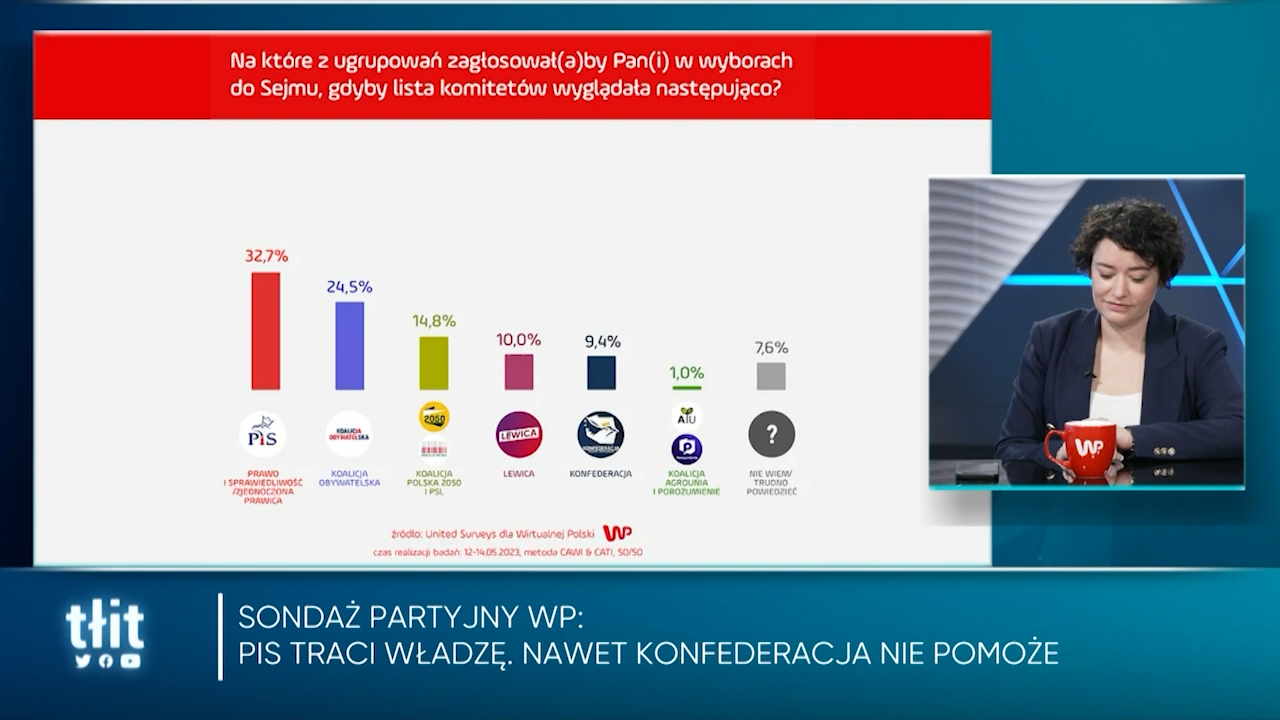 Na które z ugrupowań zagłosował(a)by Pan(i) w wyborach
do Sejmu, gdyby lista komitetów wyglądała następująco?
32,7%
24,5%
14,8%
10,0%
9,4%
1,0%
7,6%
PiS
KOALICJA
OBYWATELSKA
2050
LEWICA
KONFEDERACJA
AIU
?
PRAWO
I SPRAWIEDLIWOŚĆ
/ZJEDNOCZONA
PRAWICA
KOALICJA
OBYWATELSKA
KOALICJA
POLSKA 2050
I PSL
LEWICA
KONFEDERACJA
KOALICJA
AGROUNIA
I POROZUMIENIE
NIE WIEM/
TRUDNO
POWIEDZIEĆ
źródło: United Surveys dla Wirtualnej Polski WP
czas realizacji badań: 12-14.05.2023, metoda CAWI & CATI, 50/50
WP
tłit
SONDAŻ PARTYJNY WP:
PIS TRACI WŁADZĘ. NAWET KONFEDERACJA NIE POMOŻE